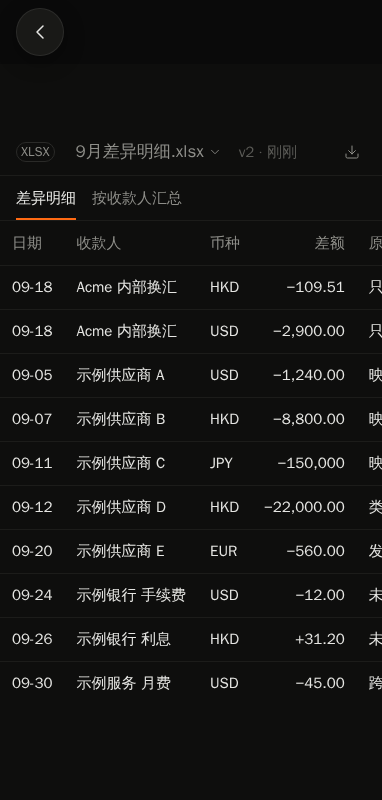 XLSX 9月差异明细.xlsx v2 · 刚刚
差异明细 按收款人汇总
日期 收款人 币种 差额 原
09-18 Acme 内部换汇 HKD −109.51 只
09-18 Acme 内部换汇 USD −2,900.00 只
09-05 示例供应商 A USD −1,240.00 映
09-07 示例供应商 B HKD −8,800.00 映
09-11 示例供应商 C JPY −150,000 映
09-12 示例供应商 D HKD −22,000.00 类
09-20 示例供应商 E EUR −560.00 发
09-24 示例银行 手续费 USD −12.00 未
09-26 示例银行 利息 HKD +31.20 未
09-30 示例服务 月费 USD −45.00 跨